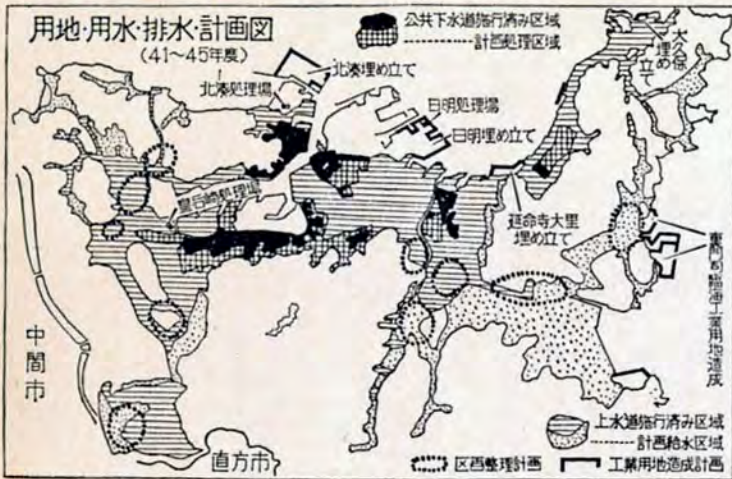 用地・用水・排水・計画図
(41〜45年度)
公共下水道施行済み区域
計画処理区域
大久保埋め立て
北湊埋め立て
北湊処理場
日明処理場
日明埋め立て
皇后崎処理場
延命寺大里
埋め立て
裏門司臨海工業用地造成
中間市
直方市
上水道施行済み区域
計画給水区域
区画整理計画
工業用地造成計画